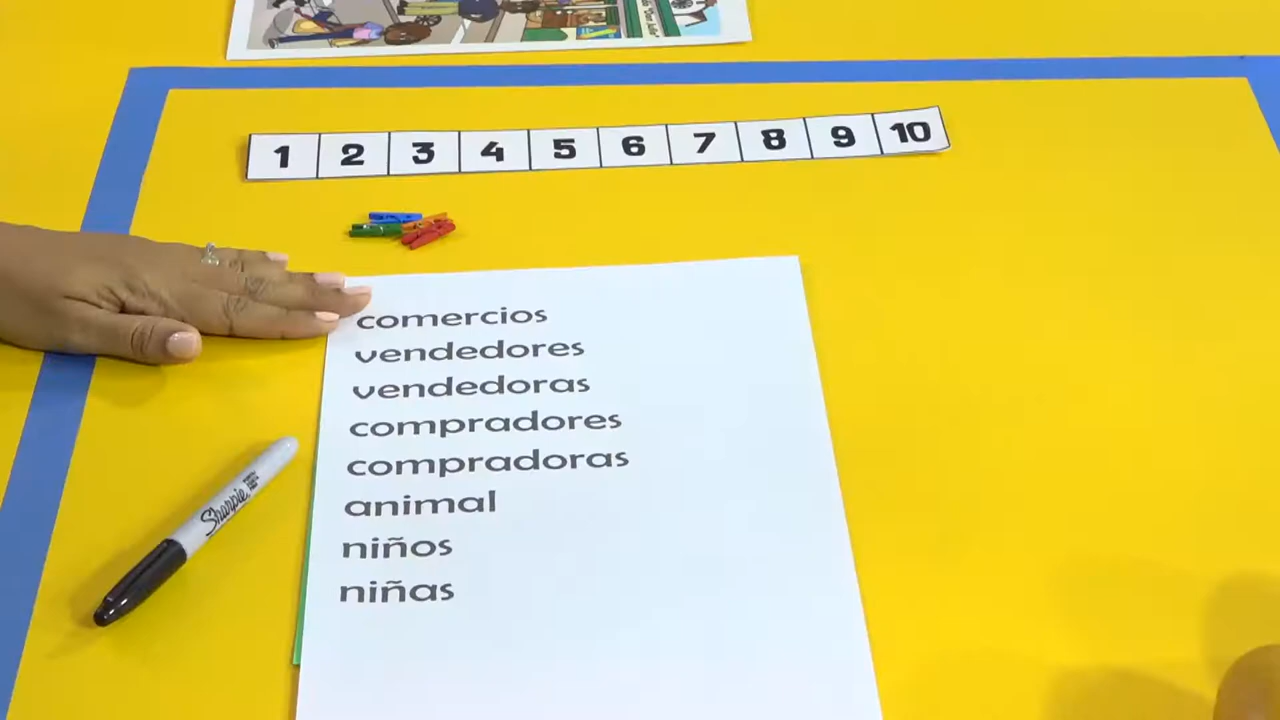 1 2 3 4 5 6 7 8 9 10
comercios
vendedores
vendedoras
compradores
compradoras
animal
niños
niñas
Sharpie